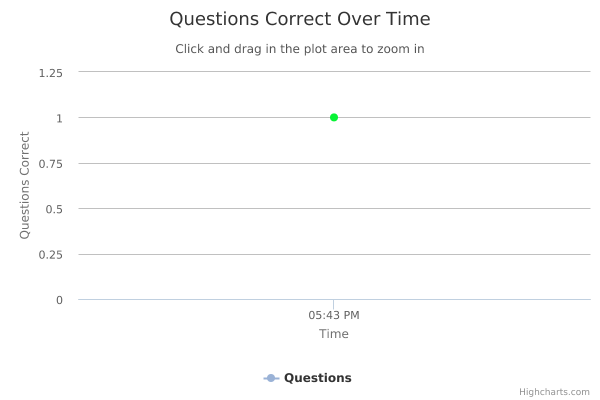 Questions Correct Over Time
Click and drag in the plot area to zoom in
1.25
1
0.75
0.5
0.25
0
Questions Correct
05:43 PM
Time
Questions
Highcharts.com